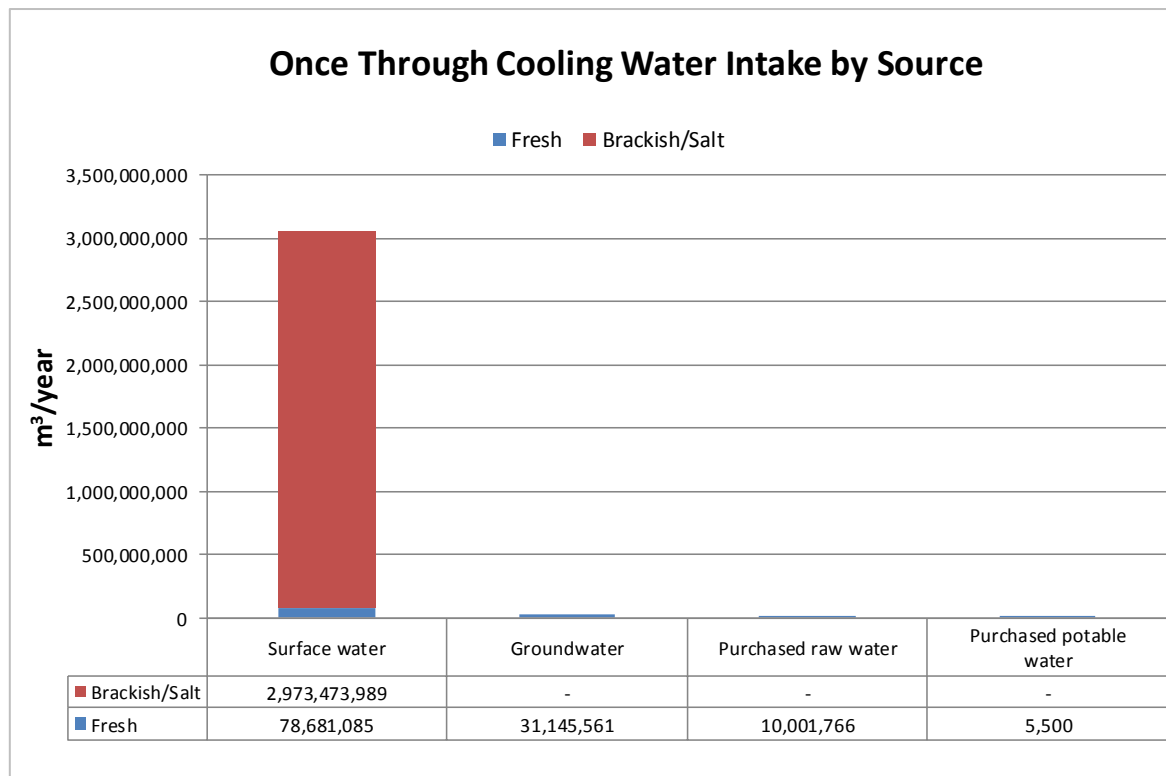 Once Through Cooling Water Intake by Source
Fresh Brackish/Salt
m³/year
3,500,000,000
3,000,000,000
2,500,000,000
2,000,000,000
1,500,000,000
1,000,000,000
500,000,000
0
Surface water Groundwater Purchased raw water Purchased potable
water
Brackish/Salt 2,973,473,989 - - -
Fresh 78,681,085 31,145,561 10,001,766 5,500